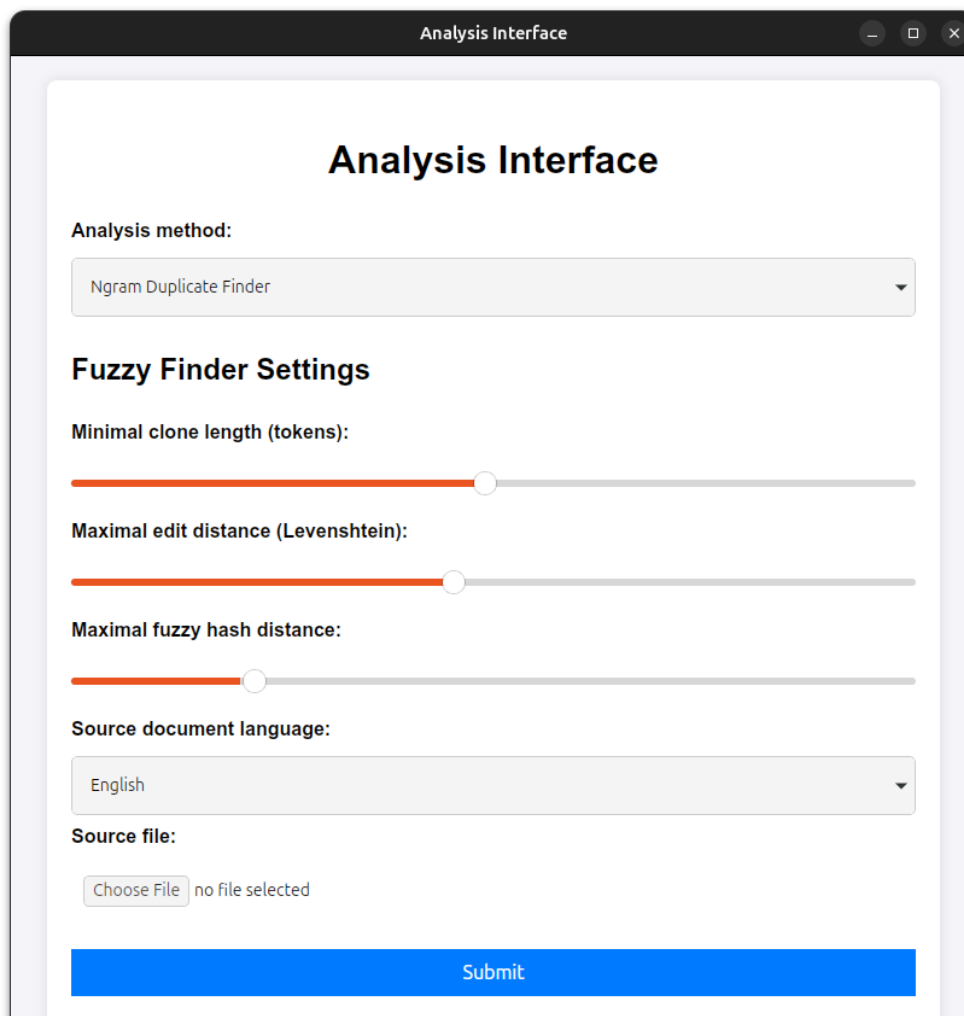 Analysis Interface
Analysis Interface
Analysis method:
Ngram Duplicate Finder
Fuzzy Finder Settings
Minimal clone length (tokens):
Maximal edit distance (Levenshtein):
Maximal fuzzy hash distance:
Source document language:
English
Source file:
Choose File no file selected
Submit